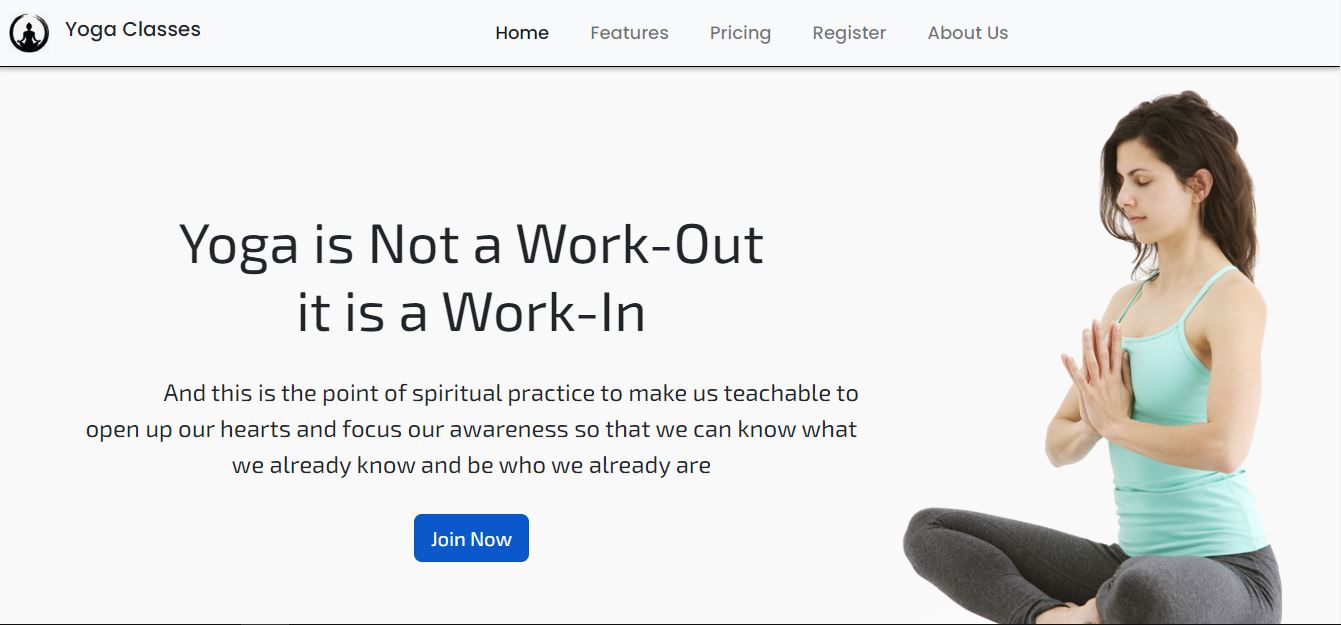 Yoga Classes
Home Features Pricing Register About Us
Yoga is Not a Work-Out
it is a Work-In
And this is the point of spiritual practice to make us teachable to
open up our hearts and focus our awareness so that we can know what
we already know and be who we already are
Join Now